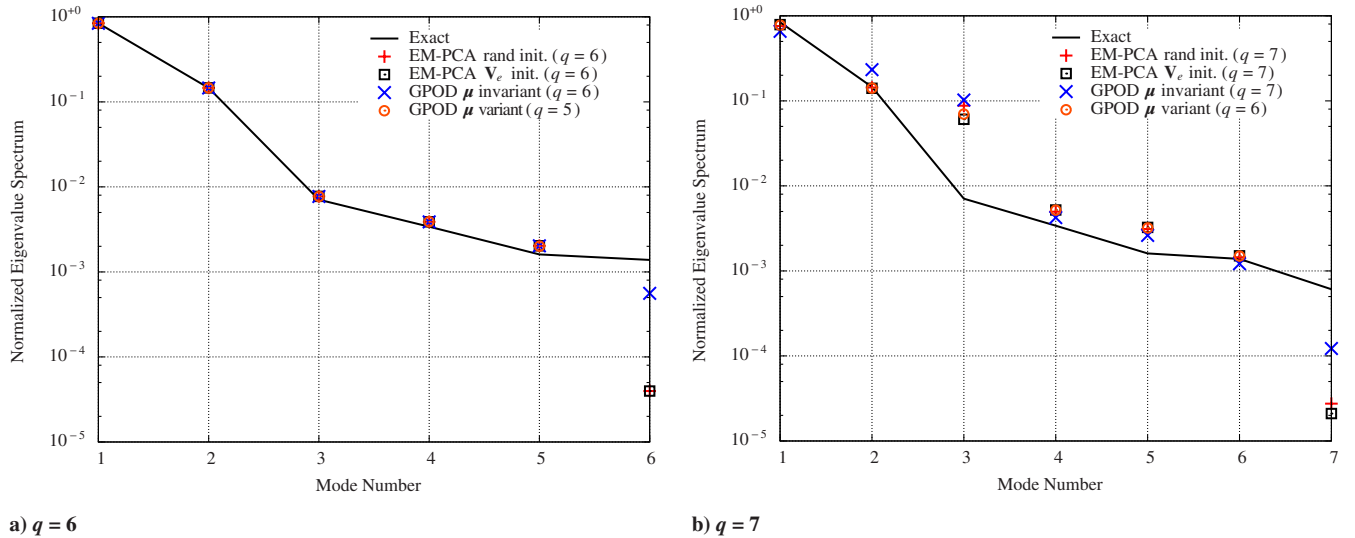 Normalized Eigenvalue Spectrum
10⁰
10⁻¹
10⁻²
10⁻³
10⁻⁴
10⁻⁵
Exact
EM-PCA rand init. (q = 6)
EM-PCA Vₑ init. (q = 6)
GPOD μ invariant (q = 6)
GPOD μ variant (q = 5)
1 2 3 4 5 6
Mode Number
a) q = 6
Normalized Eigenvalue Spectrum
10⁰
10⁻¹
10⁻²
10⁻³
10⁻⁴
10⁻⁵
Exact
EM-PCA rand init. (q = 7)
EM-PCA Vₑ init. (q = 7)
GPOD μ invariant (q = 7)
GPOD μ variant (q = 6)
1 2 3 4 5 6 7
Mode Number
b) q = 7